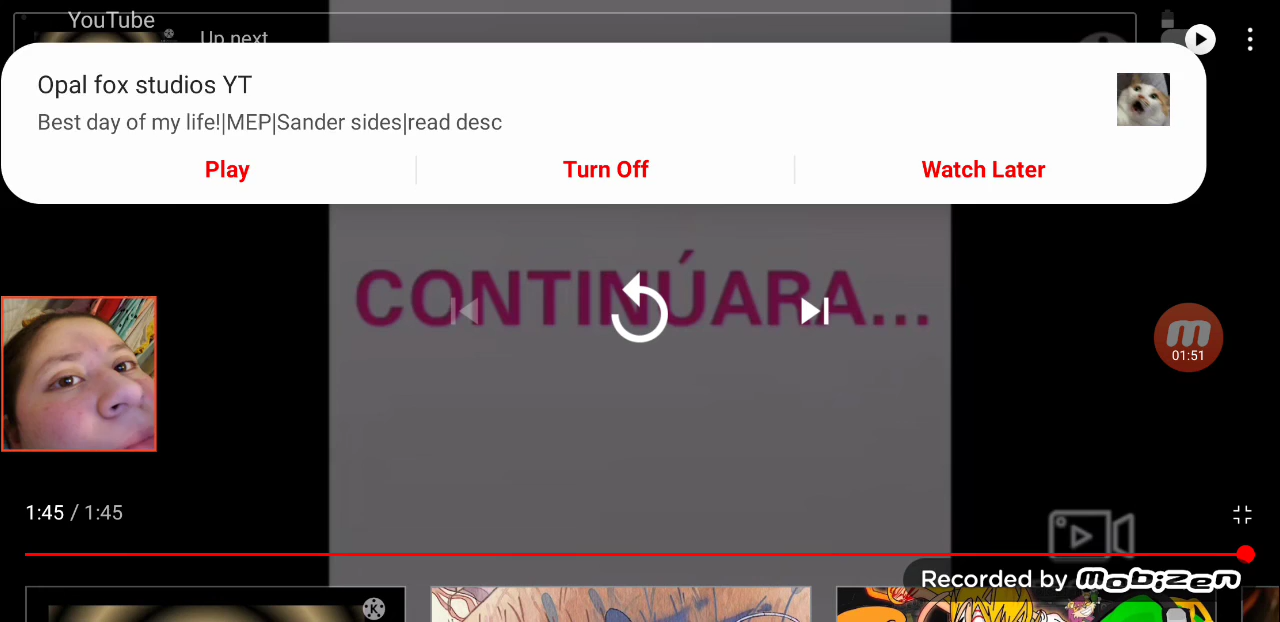 YouTube
Up next
Opal fox studios YT
Best day of my life!|MEP|Sander sides|read desc
Play
Turn Off
Watch Later
CONTINÚARA...
01:51
1:45 / 1:45
Recorded by mobizen
K